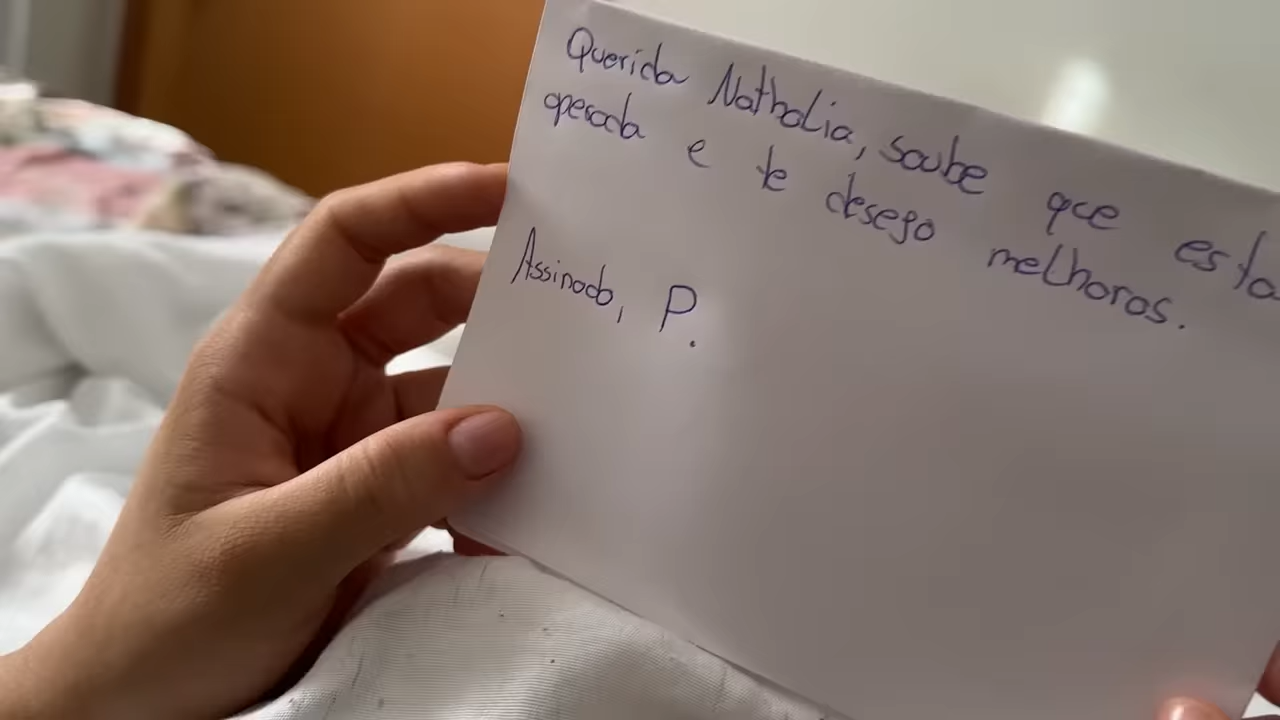 Querida Nathalia, soube que esta
operada e te desejo melhoras.
Assinado, P.